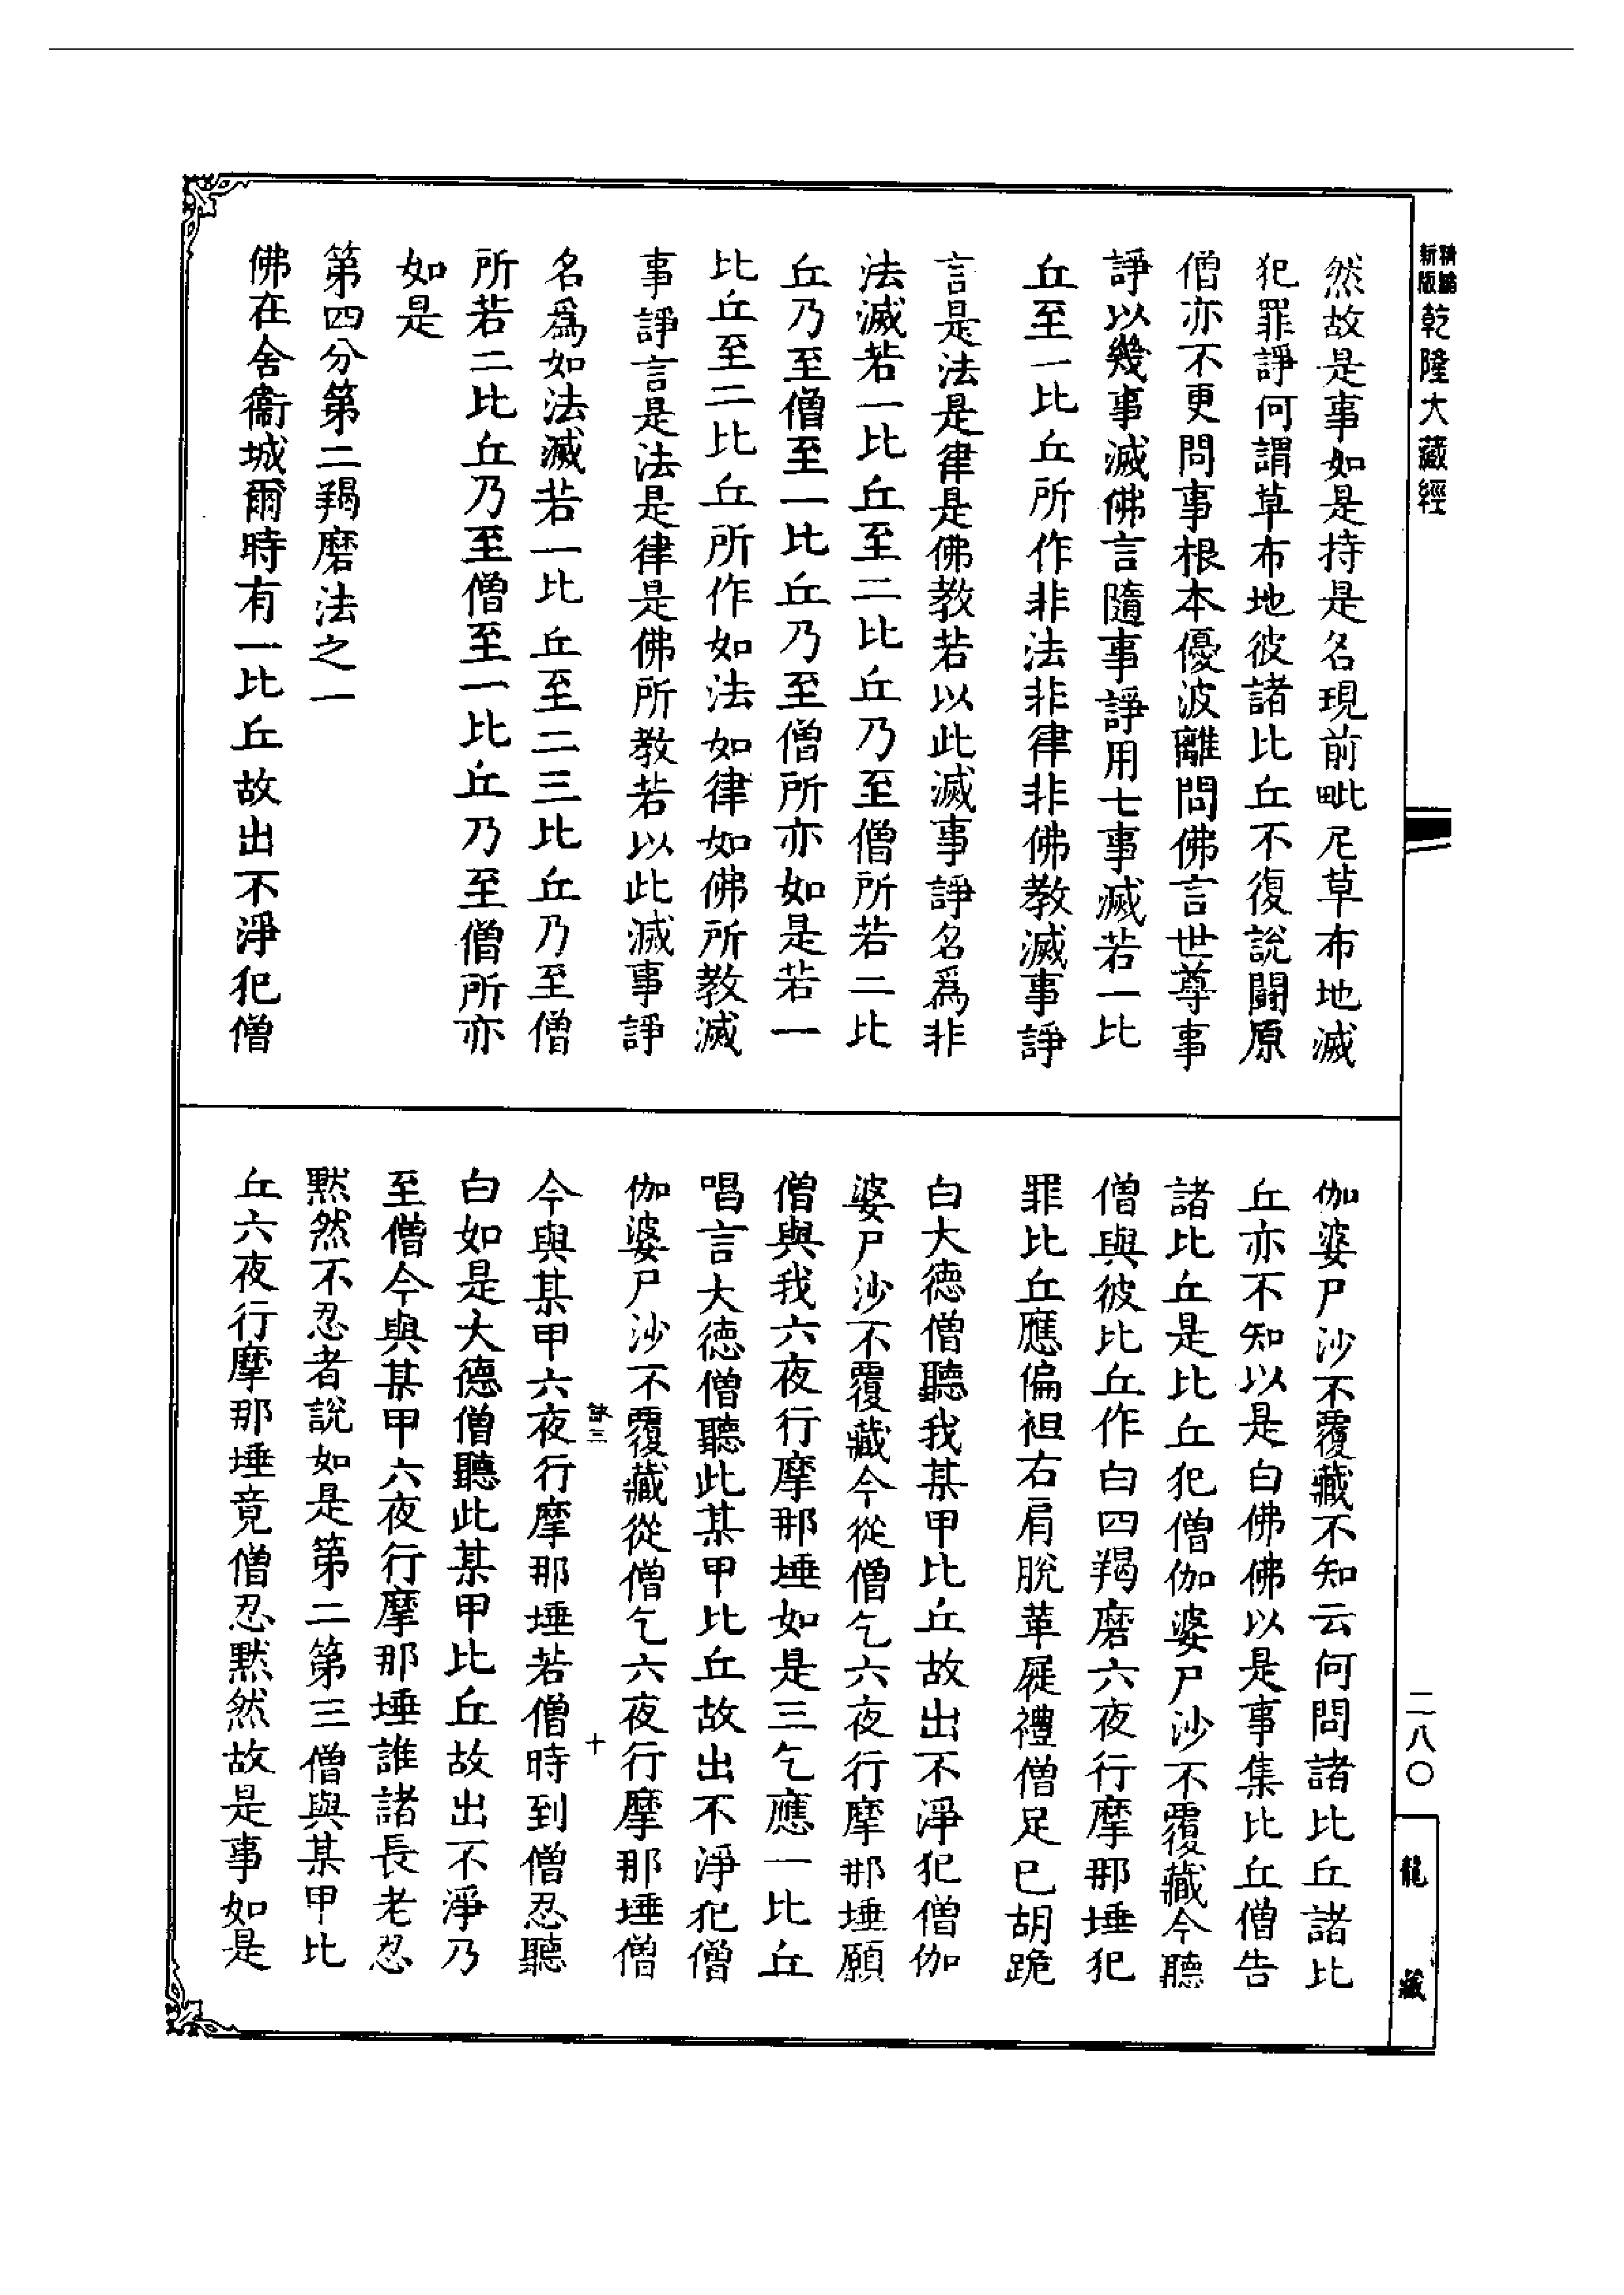 精編
新版
乾隆大藏經
然故是事如是持是名現前毗尼草布地滅
犯罪諍何謂草布地彼諸比丘不復說鬪原
僧亦不更問事根本優波離問佛言世尊事
諍以幾事滅佛言隨事諍用七事滅若一比
丘至一比丘所作非法非律非佛教滅事諍
言是法是律是佛教若以此滅事諍名爲非
法滅若一比丘至二比丘乃至僧所若二比
丘乃至僧至一比丘乃至僧所亦如是若一
比丘至二比丘所作如法如律如佛所教滅
事諍言是法是律是佛所教若以此滅事諍
名爲如法滅若一比丘至二三比丘乃至僧
所若二比丘乃至僧至一比丘乃至僧所亦
如是
第四分第二羯磨法之一
佛在舍衞城爾時有一比丘故出不淨犯僧
伽婆尸沙不覆藏不知云何問諸比丘諸比
丘亦不知以是白佛佛以是事集比丘僧告
諸比丘是比丘犯僧伽婆尸沙不覆藏今聽
僧與彼比丘作白四羯磨六夜行摩那埵犯
罪比丘應偏袒右肩脫革屣禮僧足已胡跪
白大德僧聽我某甲比丘故出不淨犯僧伽
婆尸沙不覆藏今從僧乞六夜行摩那埵願
僧與我六夜行摩那埵如是三乞應一比丘
唱言大德僧聽此某甲比丘故出不淨犯僧
伽婆尸沙不覆藏從僧乞六夜行摩那埵僧
三 十
今與某甲六夜行摩那埵若僧時到僧忍聽
白如是大德僧聽此某甲比丘故出不淨乃
至僧今與某甲六夜行摩那埵誰諸長老忍
默然不忍者說如是第二第三僧與某甲比
丘六夜行摩那埵竟僧忍默然故是事如是
二八〇
龍藏